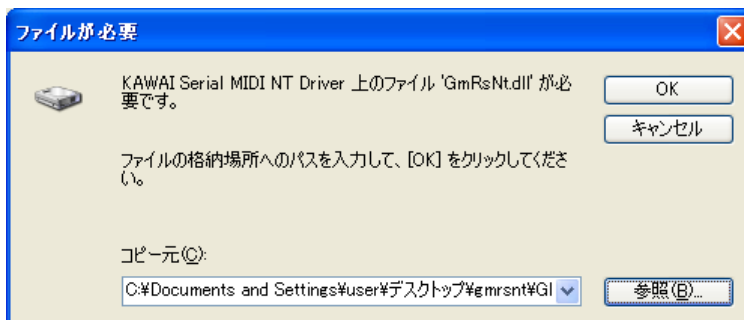 ファイルが必要
KAWAI Serial MIDI NT Driver 上のファイル 'GmRsNt.dll' が必
要です。
OK
キャンセル
ファイルの格納場所へのパスを入力して、[OK] をクリックしてくださ
い。
コピー元(C):
C:¥Documents and Settings¥user¥デスクトップ¥gmrsnt¥Gl
参照(B)...